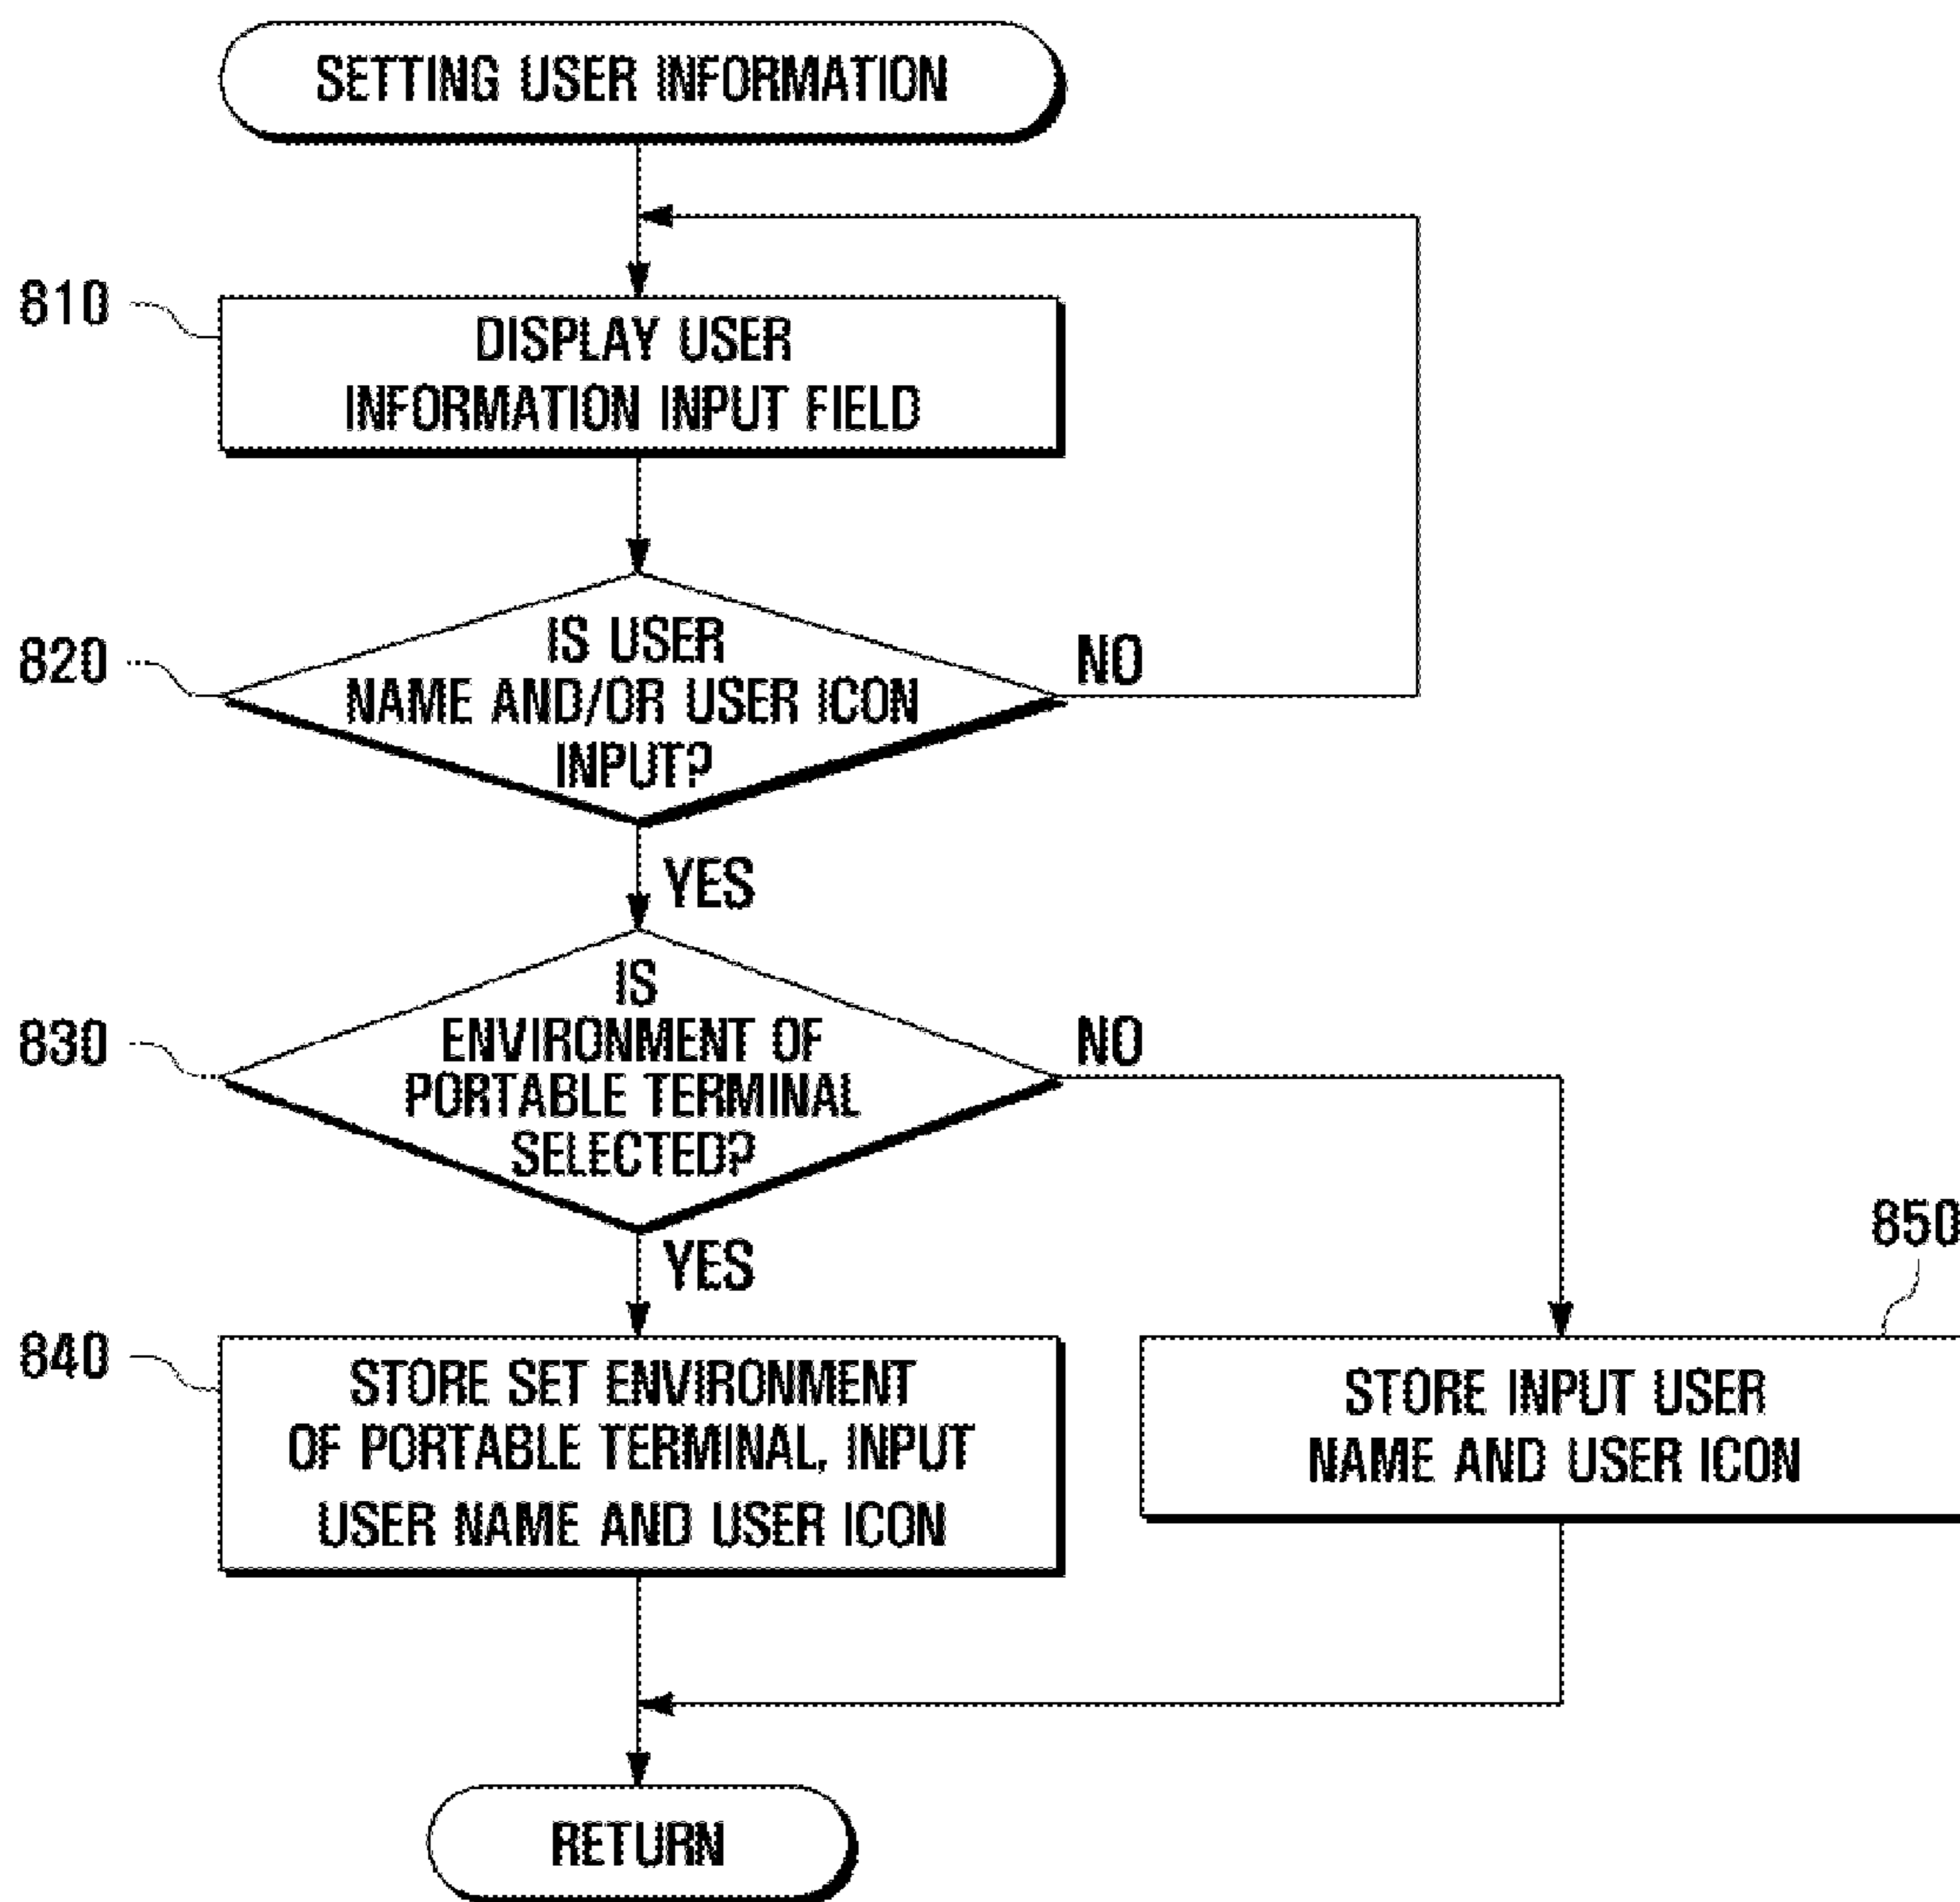 SETTING USER INFORMATION
810
DISPLAY USER
INFORMATION INPUT FIELD
820
IS USER
NAME AND/OR USER ICON
INPUT?
NO
YES
830
IS
ENVIRONMENT OF
PORTABLE TERMINAL
SELECTED?
NO
YES
850
840
STORE SET ENVIRONMENT
OF PORTABLE TERMINAL, INPUT
USER NAME AND USER ICON
STORE INPUT USER
NAME AND USER ICON
RETURN